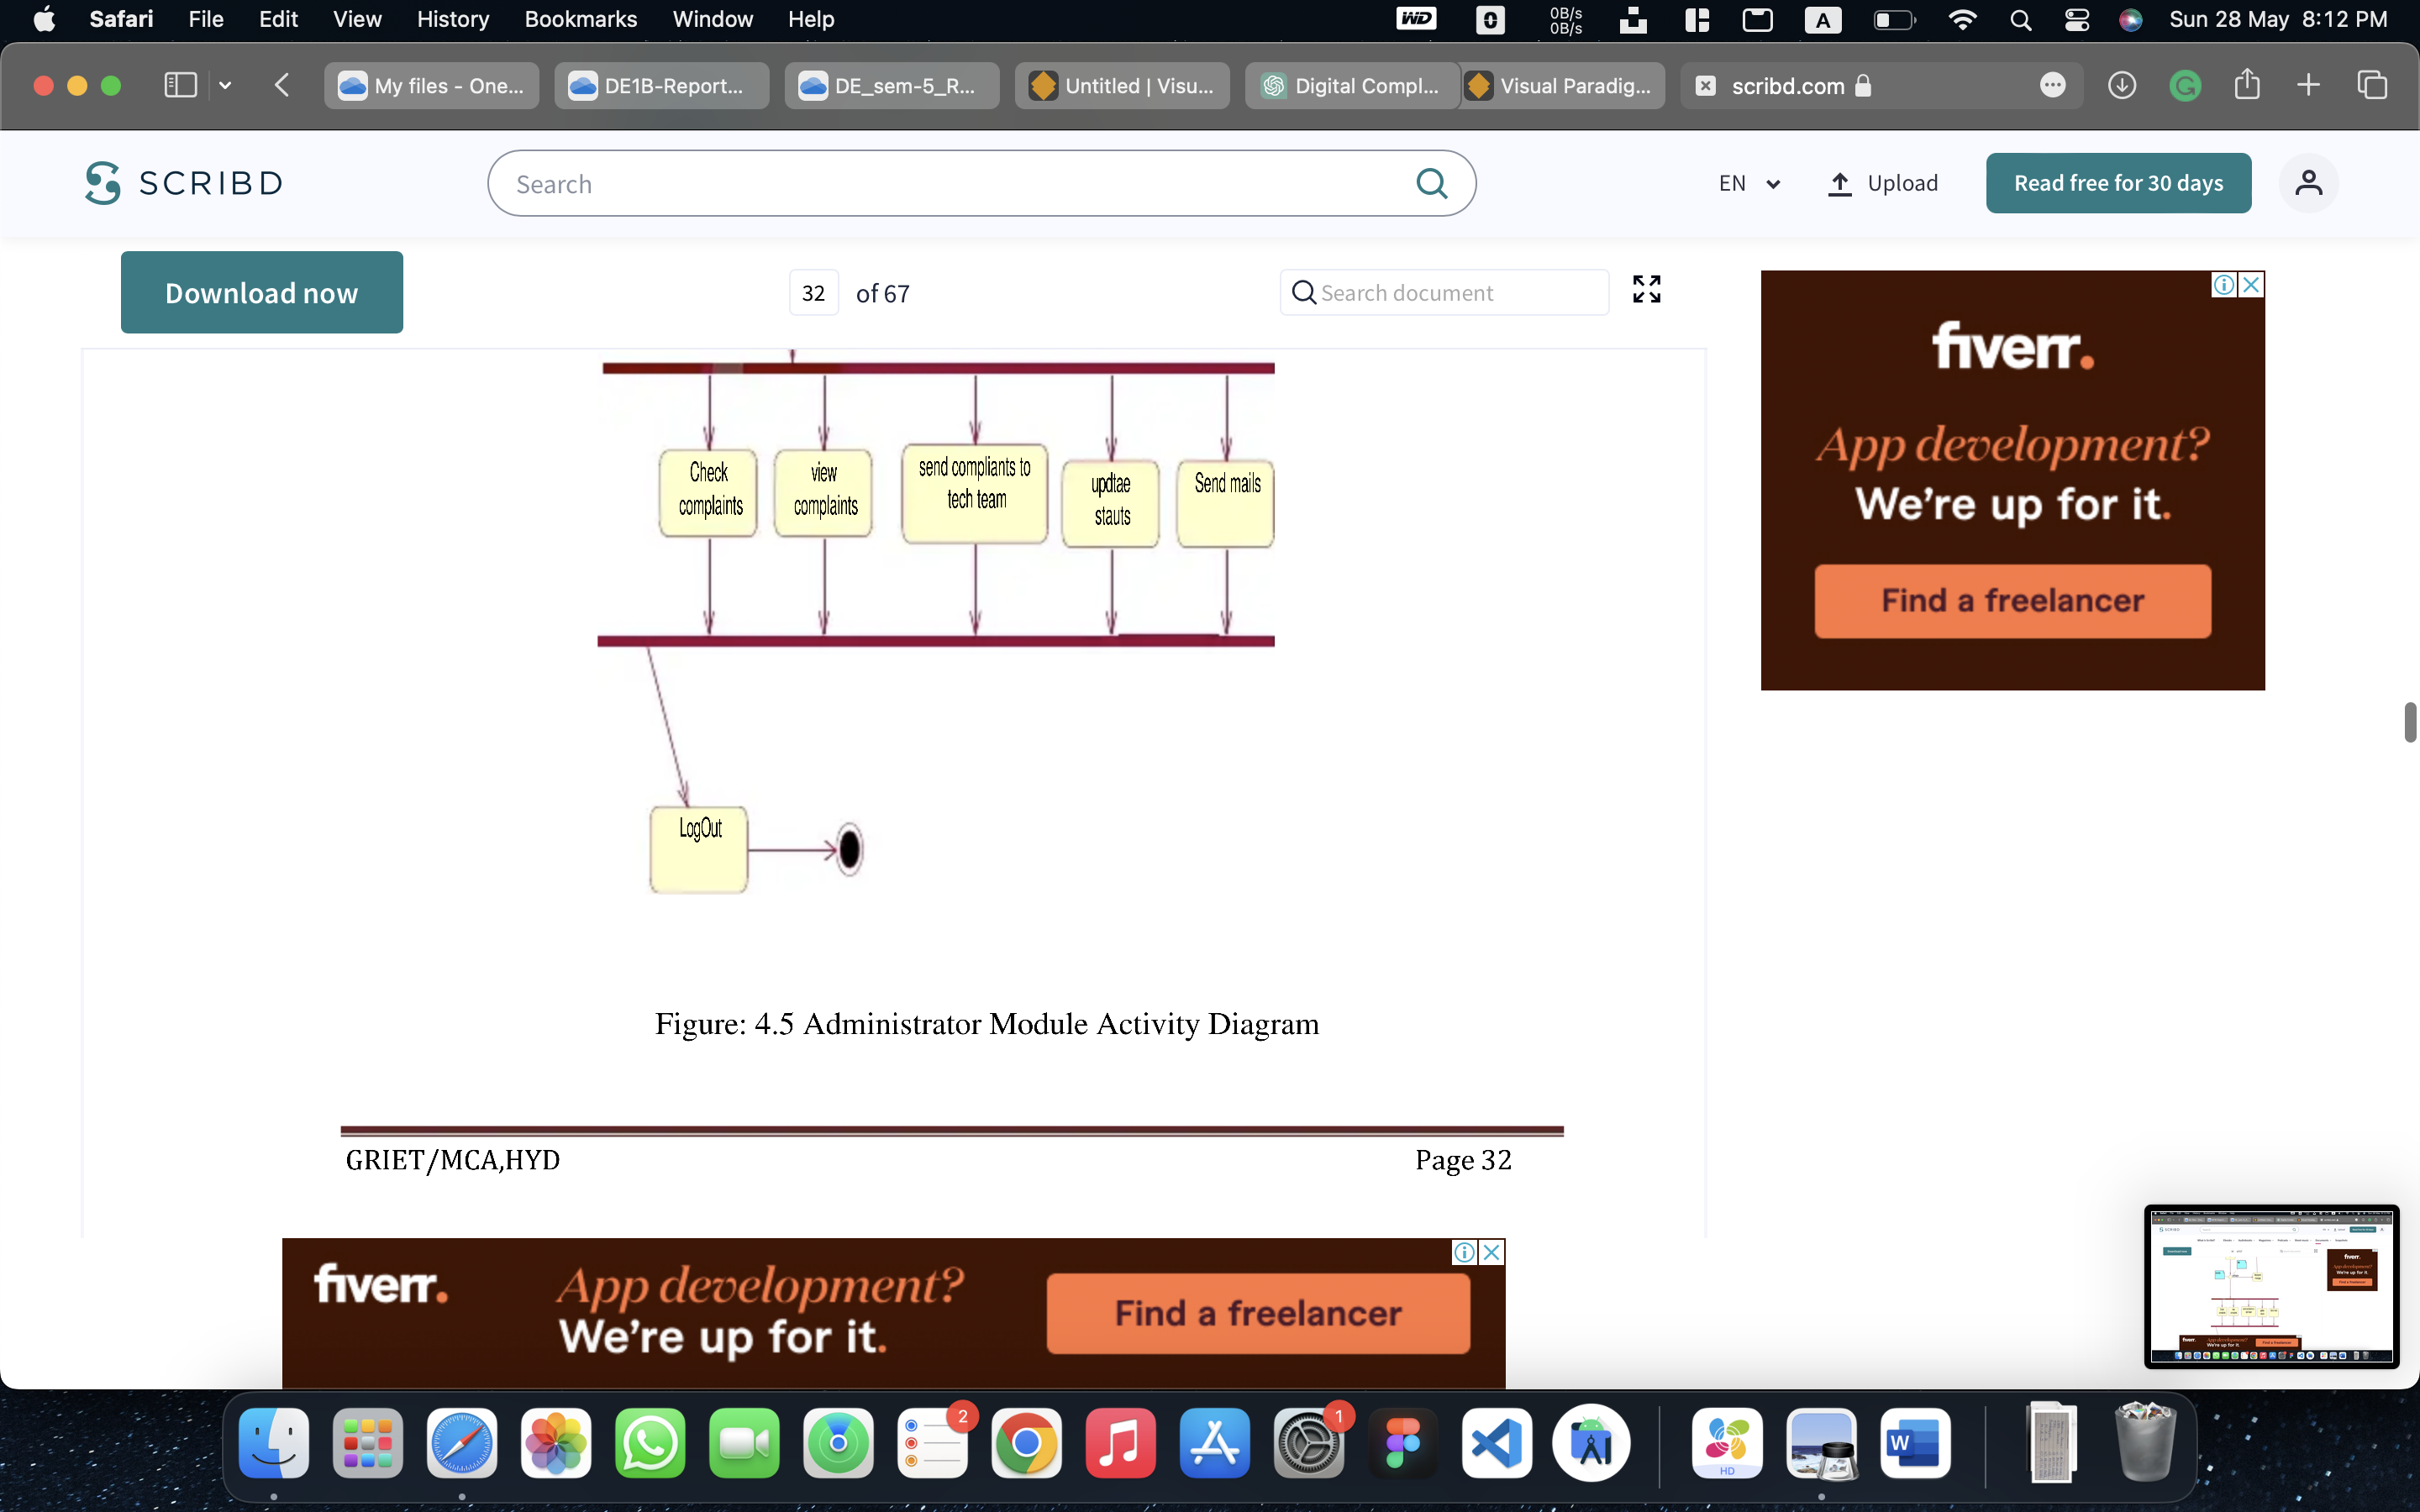 Safari File Edit View History Bookmarks Window Help
WD 0 0B/s 0B/s A Sun 28 May 8:12 PM
My files - One... DE1B-Report... DE_sem-5_R... Untitled | Visu... Digital Compl... Visual Paradig... scribd.com
SCRIBD Search EN Upload Read free for 30 days
Download now 32 of 67 Search document
fiverr.
App development?
We're up for it.
Find a freelancer
Check
complaints
view
complaints
send compliants to
tech team
updtae
stauts
Send mails
LogOut
Figure: 4.5 Administrator Module Activity Diagram
GRIET/MCA,HYD Page 32
fiverr.
App development?
We're up for it.
Find a freelancer
2
1
HD
W